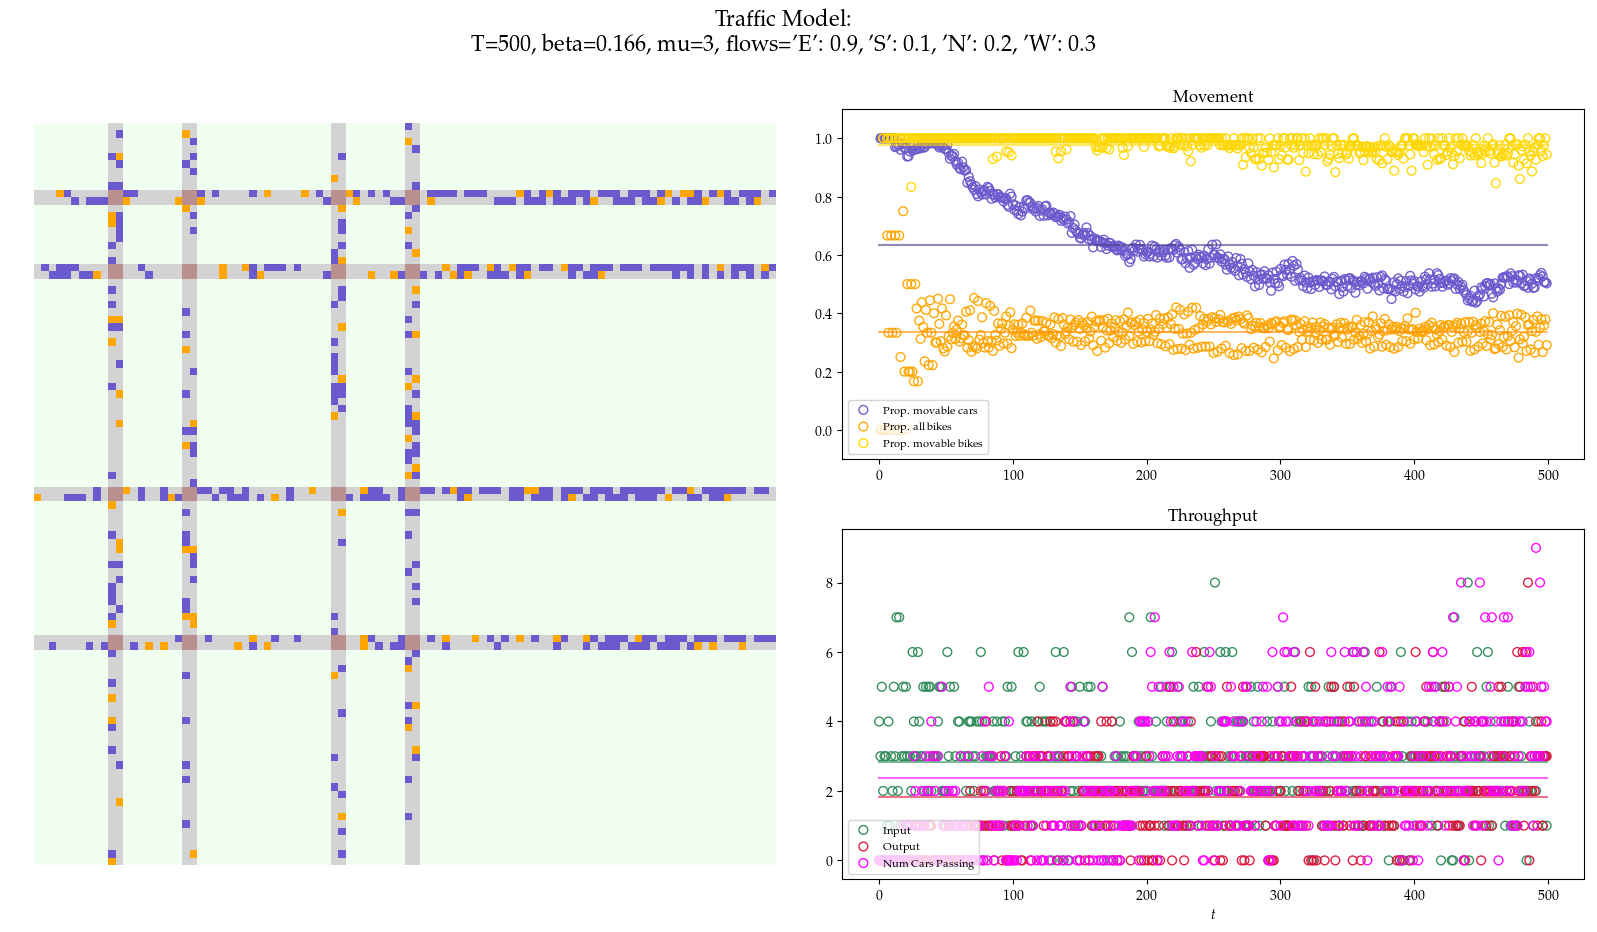 Traffic Model:
T=500, beta=0.166, mu=3, flows='E': 0.9, 'S': 0.1, 'N': 0.2, 'W': 0.3
Movement
1.0
0.8
0.6
0.4
0.2
0.0
Prop. movable cars
Prop. all bikes
Prop. movable bikes
0
100
200
300
400
500
Throughput
8
6
4
2
0
Input
Output
Num Cars Passing
0
100
200
300
400
500
t